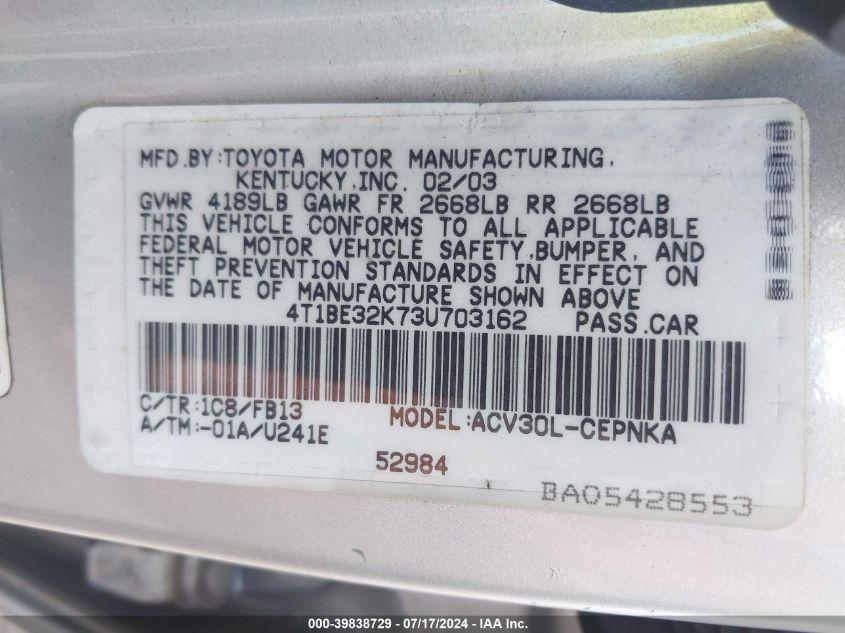 MFD.BY:TOYOTA MOTOR MANUFACTURING,
KENTUCKY,INC. 02/03
GVWR 4189LB GAWR FR 2668LB RR 2668LB
THIS VEHICLE CONFORMS TO ALL APPLICABLE
FEDERAL MOTOR VEHICLE SAFETY,BUMPER, AND
THEFT PREVENTION STANDARDS IN EFFECT ON
THE DATE OF MANUFACTURE SHOWN ABOVE
4T1BE32K73U703162 PASS.CAR
C/TR:1C8/FB13 MODEL:ACV30L-CEPNKA
A/TM:-01A/U241E
52984
BA05428553
000-39838729 - 07/17/2024 - IAAI.com